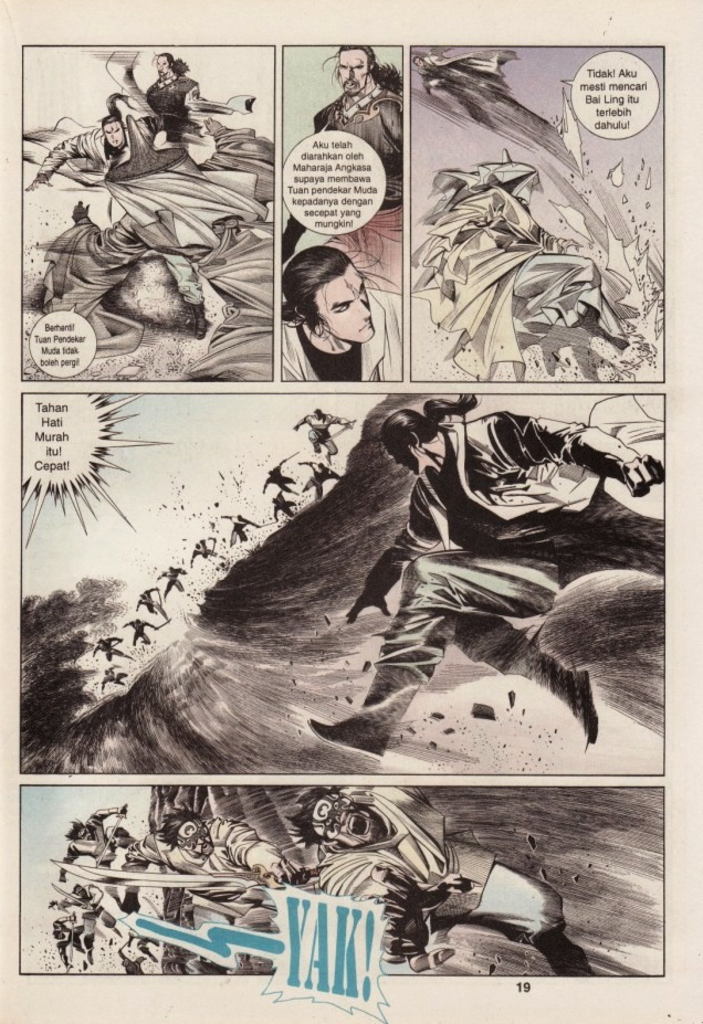 Berhenti!
Tuan Pendekar
Muda tidak
boleh pergi!
Aku telah
diarahkan oleh
Maharaja Angkasa
supaya membawa
Tuan pendekar Muda
kepadanya dengan
secepat yang
mungkin!
Tidak! Aku
mesti mencari
Bai Ling itu
terlebih
dahulu!
Tahan
Hati
Murah
itu!
Cepat!
YAK!
19